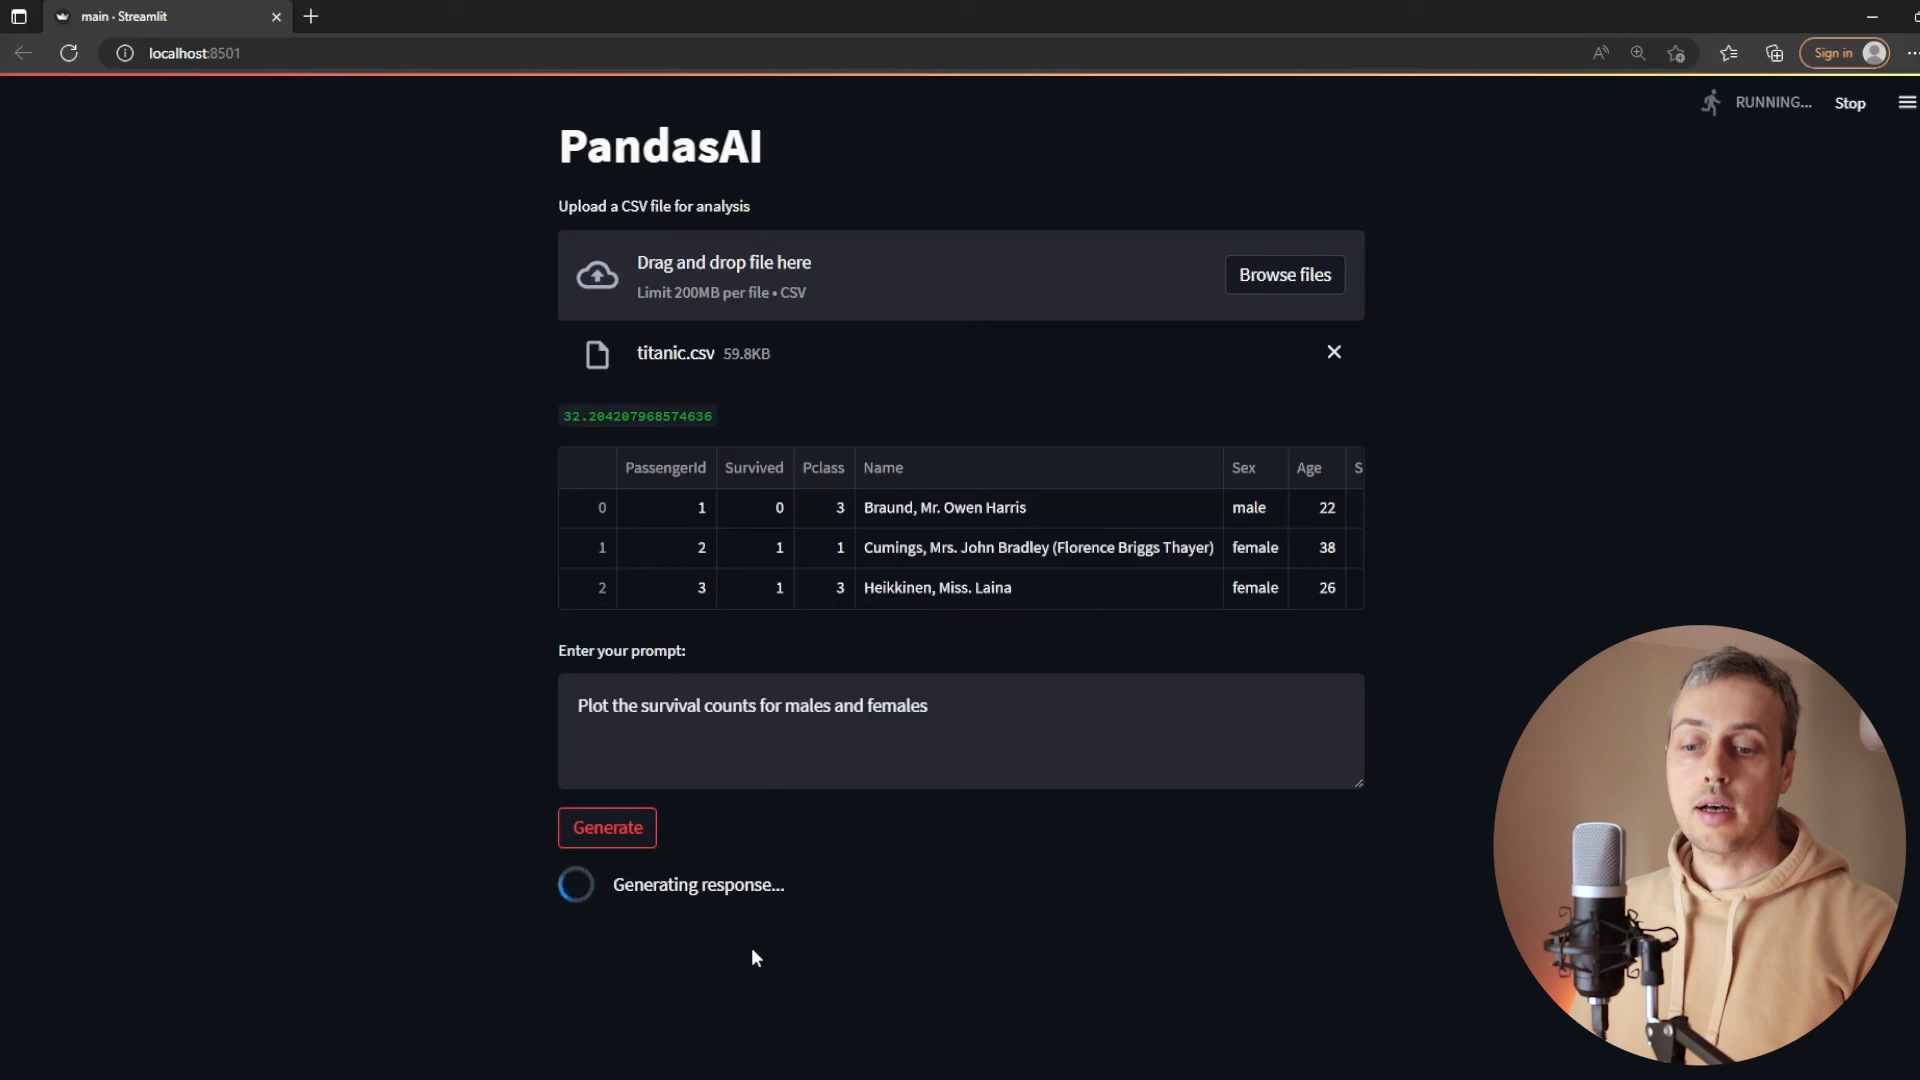 main · Streamlit
localhost:8501
Sign in
RUNNING...
Stop
PandasAI
Upload a CSV file for analysis
Drag and drop file here
Limit 200MB per file • CSV
Browse files
titanic.csv 59.8KB
32.204207968574636
PassengerId Survived Pclass Name Sex Age S
0 1 0 3 Braund, Mr. Owen Harris male 22
1 2 1 1 Cumings, Mrs. John Bradley (Florence Briggs Thayer) female 38
2 3 1 3 Heikkinen, Miss. Laina female 26
Enter your prompt:
Plot the survival counts for males and females
Generate
Generating response...